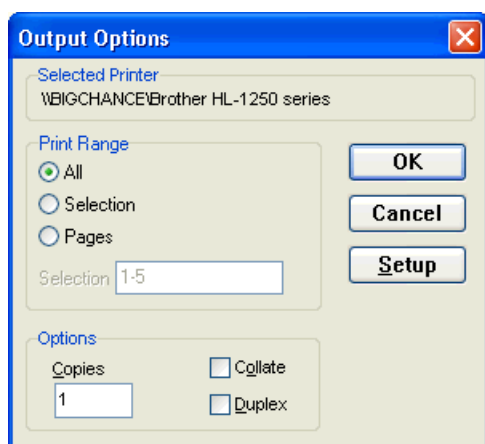 Output Options
Selected Printer
\\BIGCHANCE\Brother HL-1250 series
Print Range
All
Selection
Pages
Selection 1-5
OK
Cancel
Setup
Options
Copies
1
Collate
Duplex